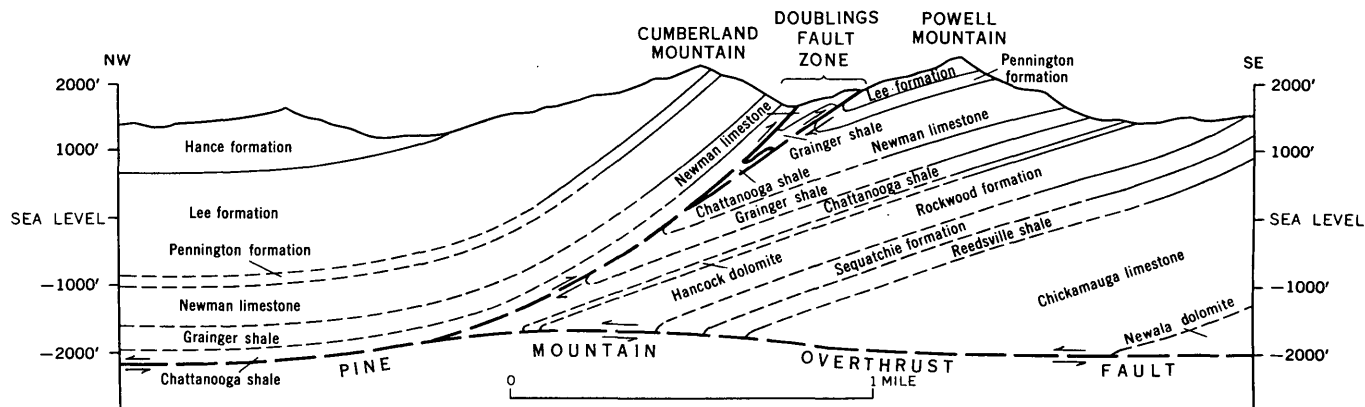 NW
CUMBERLAND
MOUNTAIN
DOUBLINGS
FAULT
ZONE
POWELL
MOUNTAIN
Pennington
formation
SE
2000'
1000'
SEA LEVEL
-1000'
-2000'
Hance formation
Lee formation
Pennington formation
Newman limestone
Grainger shale
Chattanooga shale
Newman limestone
Lee formation
Grainger shale
Newman limestone
Chattanooga shale
Grainger shale
Chattanooga shale
Hancock dolomite
Rockwood formation
Sequatchie formation
Reedsville shale
Chickamauga limestone
Newala dolomite
2000'
1000'
SEA LEVEL
-1000'
-2000'
PINE MOUNTAIN OVERTHRUST FAULT
0 1 MILE